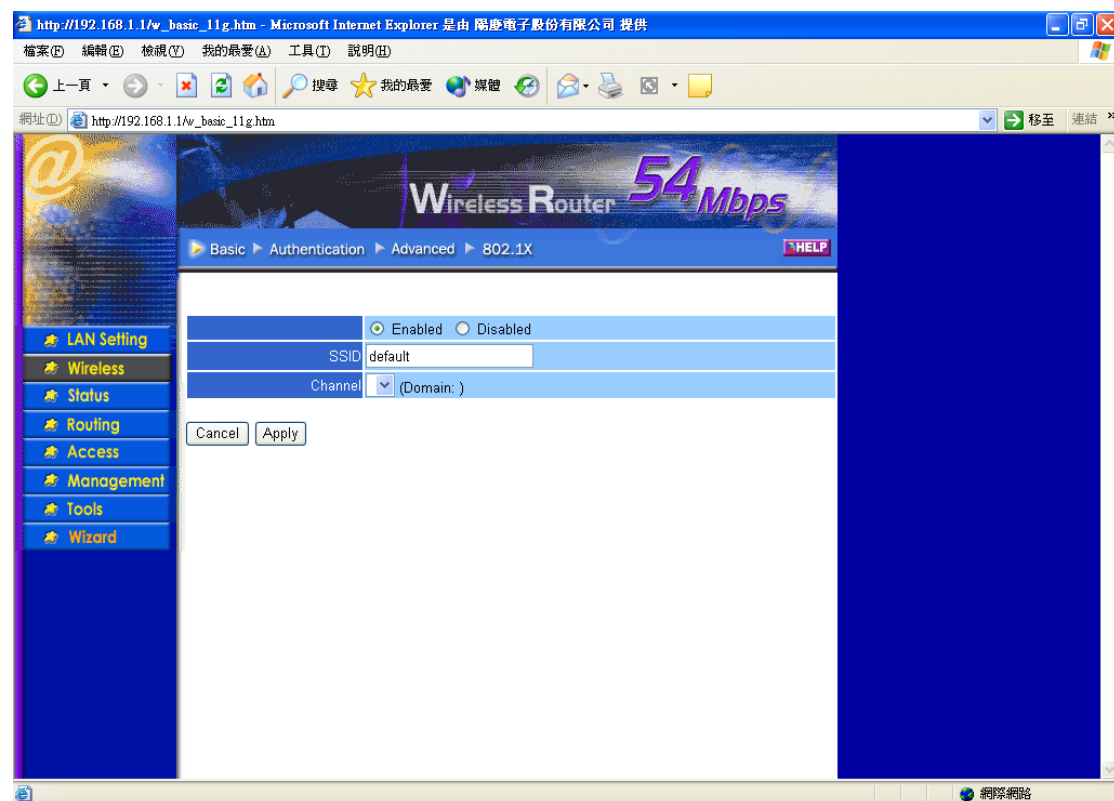 http://192.168.1.1/w_basic_11g.htm - Microsoft Internet Explorer 是由 陽慶電子股份有限公司 提供
檔案(F) 編輯(E) 檢視(V) 我的最愛(A) 工具(T) 說明(H)
上一頁 搜尋 我的最愛 媒體
網址(D) http://192.168.1.1/w_basic_11g.htm 移至 連結 »
@
Wireless Router 54 Mbps
Basic Authentication Advanced 802.1X HELP
Enabled Disabled
SSID default
Channel (Domain: )
Cancel Apply
LAN Setting
Wireless
Status
Routing
Access
Management
Tools
Wizard
網際網路